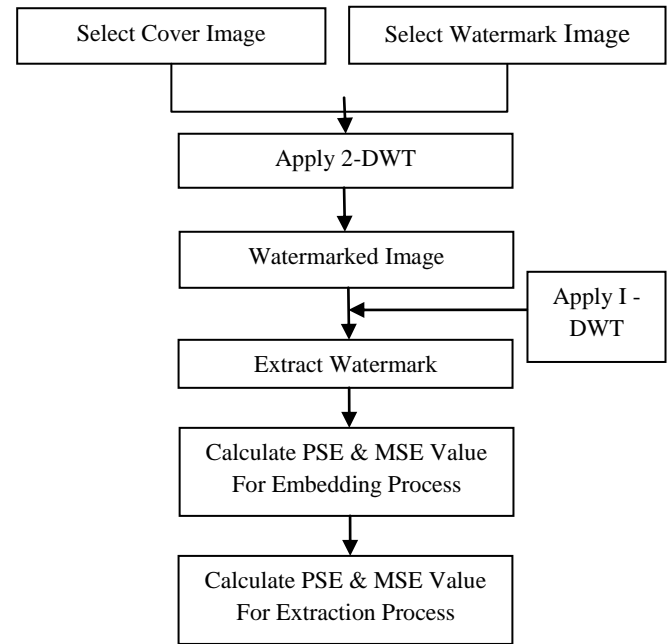 Select Cover Image
Select Watermark Image
Apply 2-DWT
Watermarked Image
Apply I -
DWT
Extract Watermark
Calculate PSE & MSE Value
For Embedding Process
Calculate PSE & MSE Value
For Extraction Process